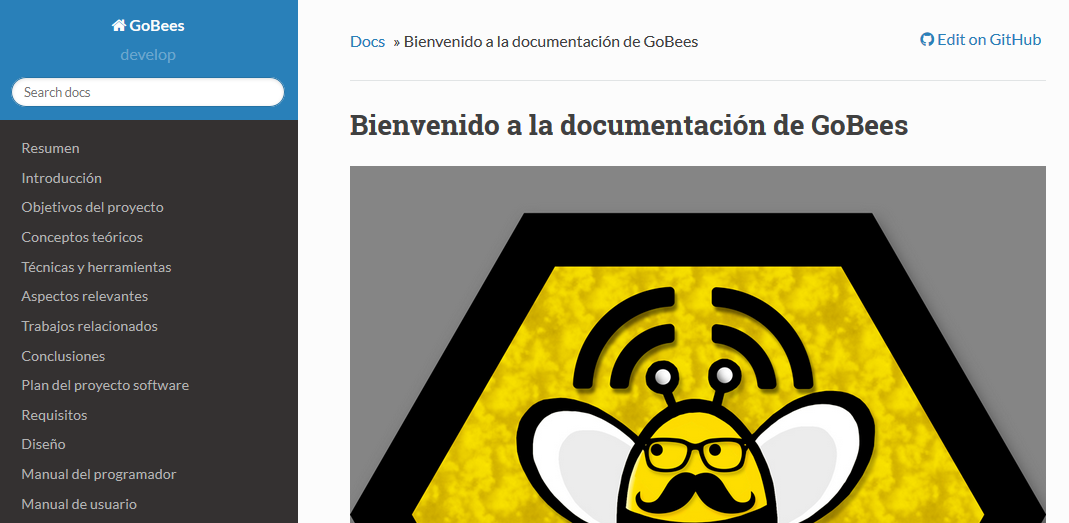 GoBees
develop
Search docs
Resumen
Introducción
Objetivos del proyecto
Conceptos teóricos
Técnicas y herramientas
Aspectos relevantes
Trabajos relacionados
Conclusiones
Plan del proyecto software
Requisitos
Diseño
Manual del programador
Manual de usuario
Docs » Bienvenido a la documentación de GoBees
Edit on GitHub
Bienvenido a la documentación de GoBees